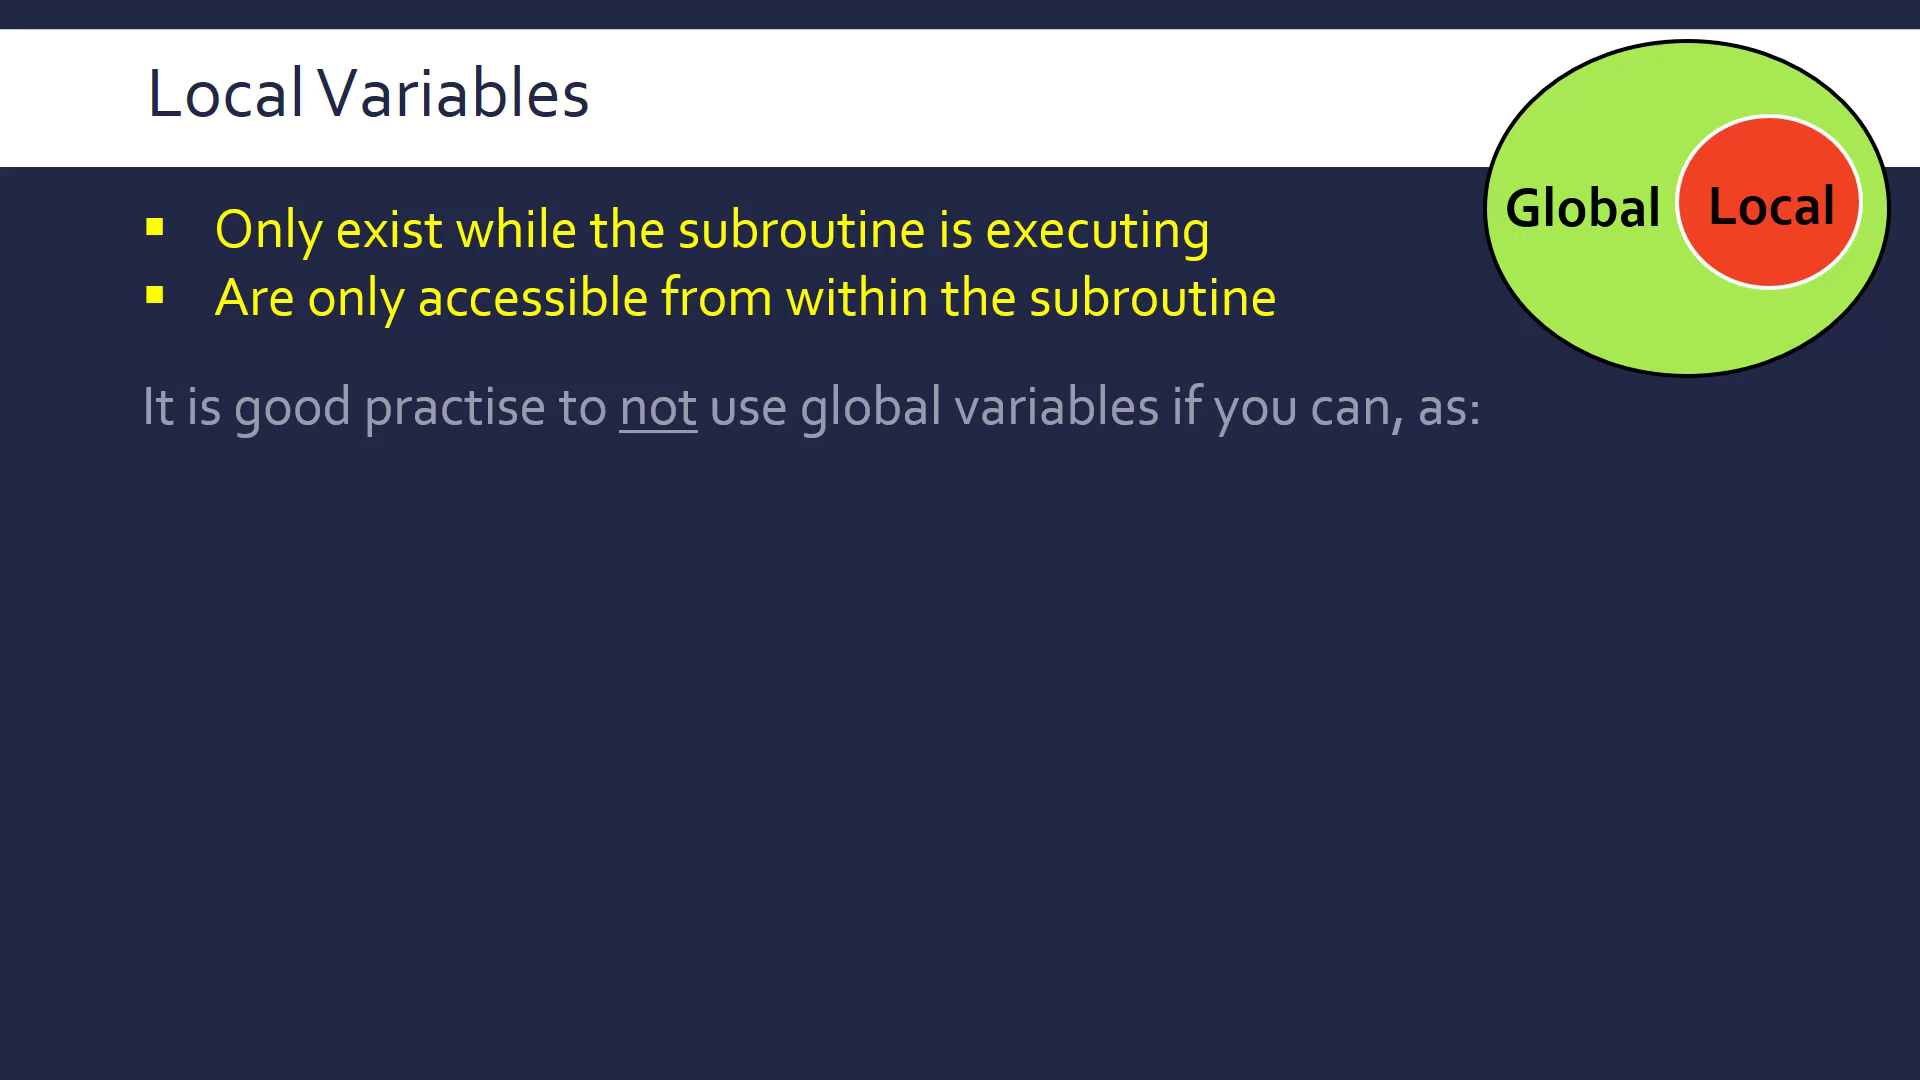 Local Variables
Global
Local
▪ Only exist while the subroutine is executing
▪ Are only accessible from within the subroutine
It is good practise to not use global variables if you can, as: